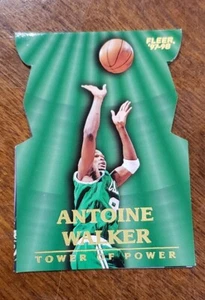 FLEER
'97-98
ANTOINE
WALKER
TOWER OF POWER